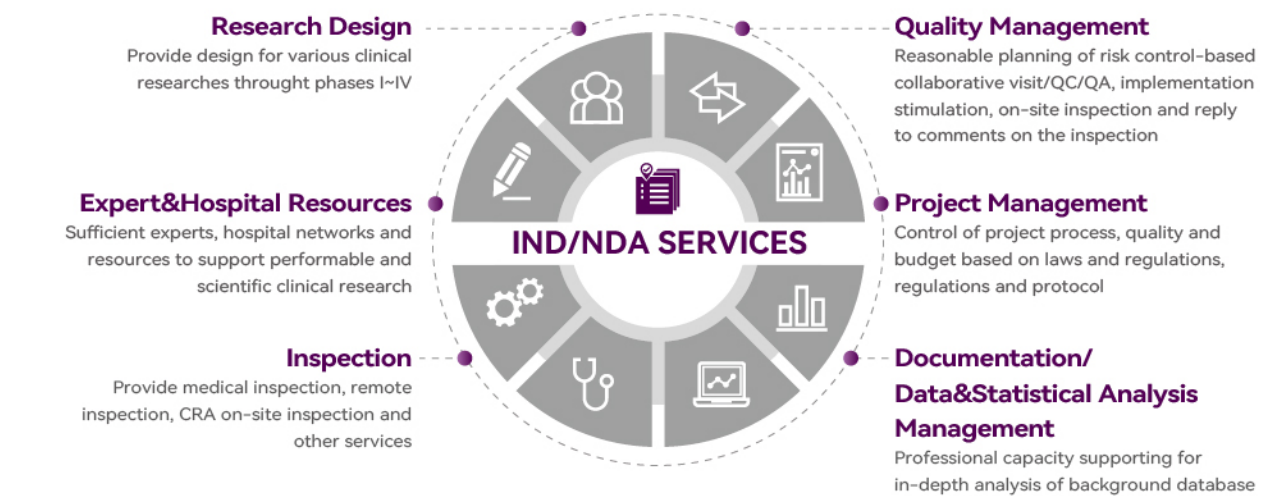 Research Design
Provide design for various clinical
researches throught phases I~IV
Expert&Hospital Resources
Sufficient experts, hospital networks and
resources to support performable and
scientific clinical research
Inspection
Provide medical inspection, remote
inspection, CRA on-site inspection and
other services
IND/NDA SERVICES
Quality Management
Reasonable planning of risk control-based
collaborative visit/QC/QA, implementation
stimulation, on-site inspection and reply
to comments on the inspection
Project Management
Control of project process, quality and
budget based on laws and regulations,
regulations and protocol
Documentation/
Data&Statistical Analysis
Management
Professional capacity supporting for
in-depth analysis of background database